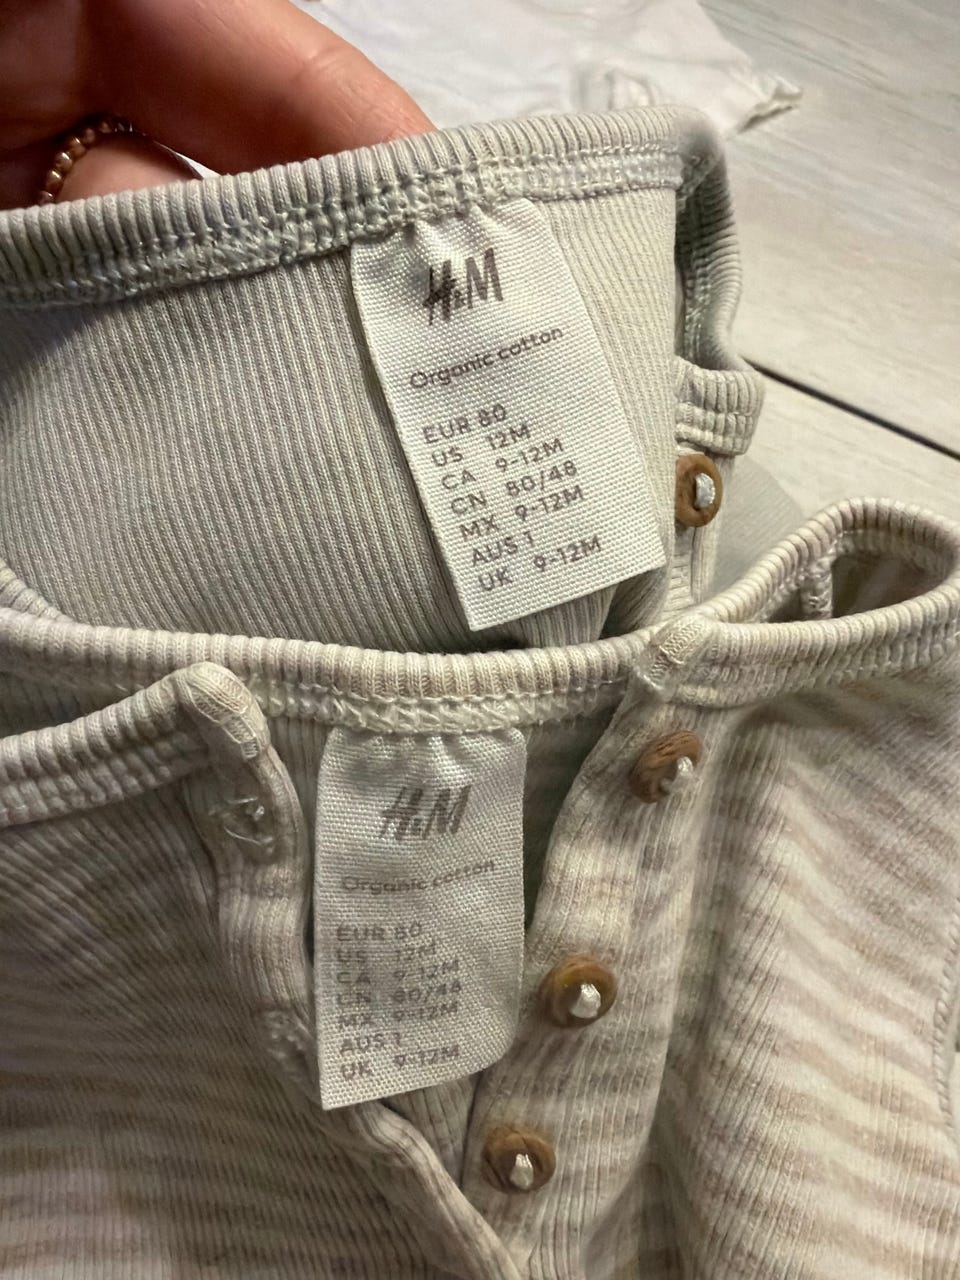 H&M
Organic cotton
EUR 80
US 12M
CA 9-12M
CN 80/48
MX 9-12M
AUS 1
UK 9-12M
H&M
Organic cotton
EUR 80
US 12M
CA 9-12M
CN 80/48
MX 9-12M
AUS 1
UK 9-12M